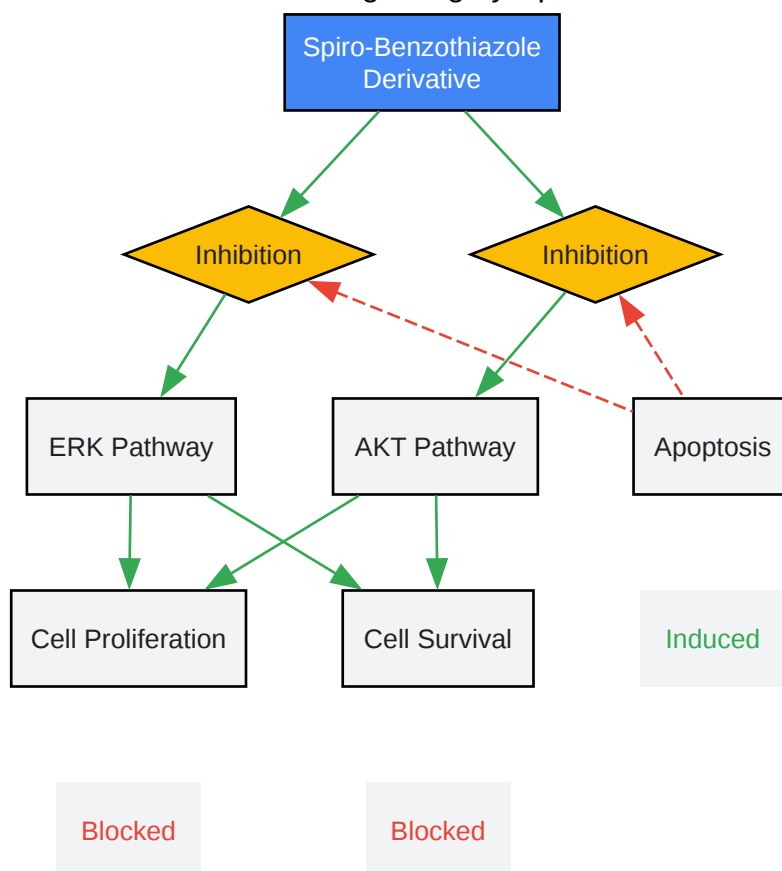 Spiro-Benzothiazole
Derivative
Inhibition
Inhibition
ERK Pathway
AKT Pathway
Apoptosis
Cell Proliferation
Cell Survival
Induced
Blocked
Blocked